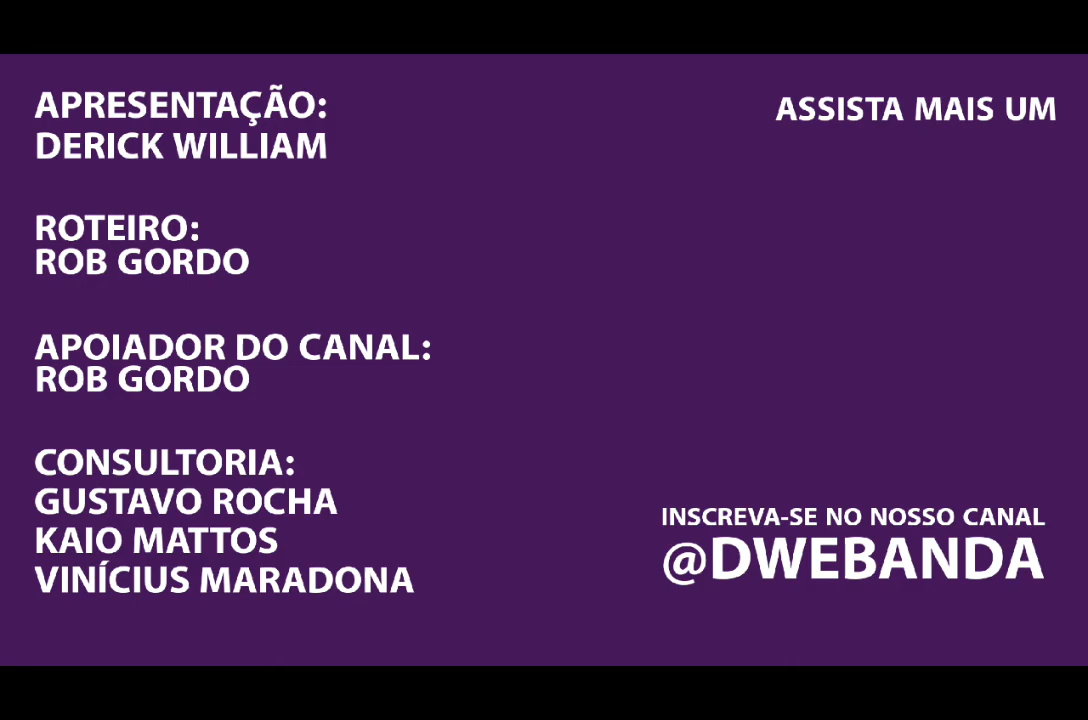 APRESENTAÇÃO:
DERICK WILLIAM
ROTEIRO:
ROB GORDO
APOIADOR DO CANAL:
ROB GORDO
CONSULTORIA:
GUSTAVO ROCHA
KAIO MATTOS
VINÍCIUS MARADONA
ASSISTA MAIS UM
INSCREVA-SE NO NOSSO CANAL
@DWEBANDA